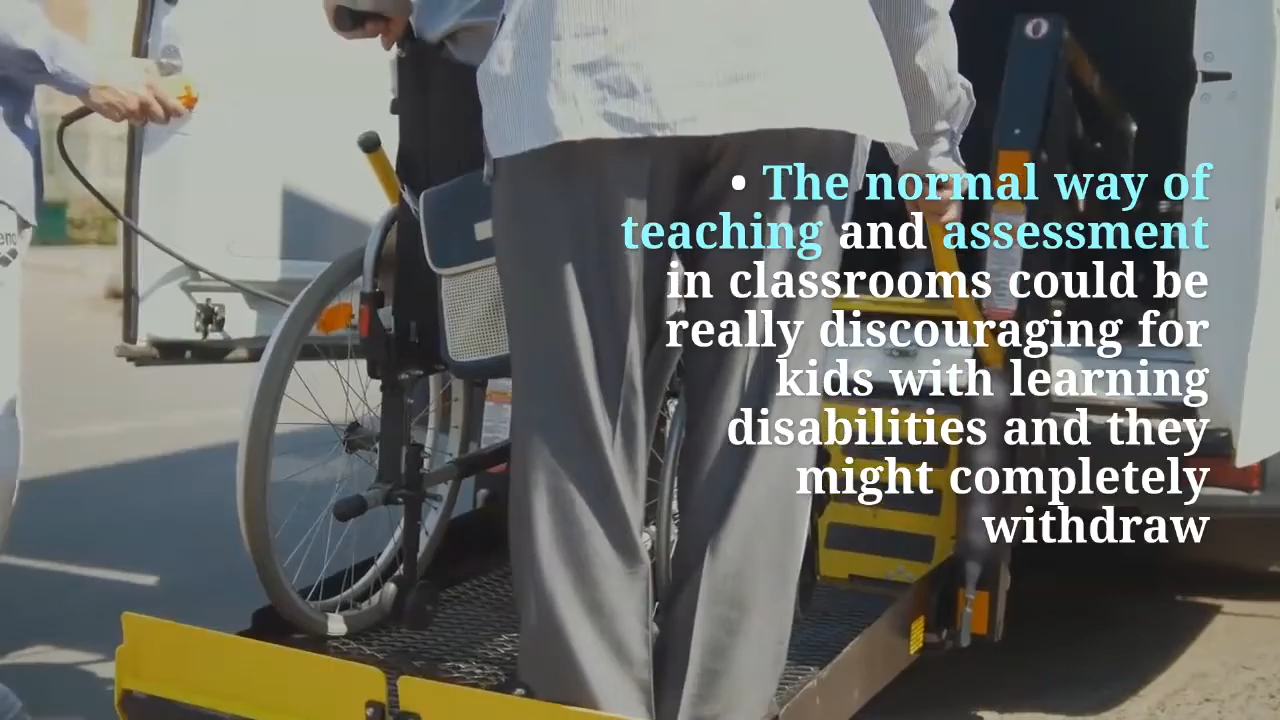 • The normal way of
teaching and assessment
in classrooms could be
really discouraging for
kids with learning
disabilities and they
might completely
withdraw